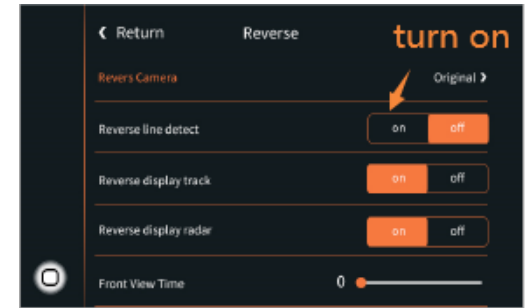 ❮ Return Reverse turn on
Revers Camera Original ❯
Reverse line detect on off
Reverse display track on off
Reverse display radar on off
Front View Time 0